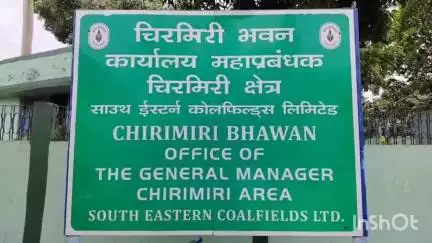 चिरमिरी भवन
कार्यालय महाप्रबंधक
चिरमिरी क्षेत्र
साउथ ईस्टर्न कोलफिल्ड्स लिमिटेड
CHIRIMIRI BHAWAN
OFFICE OF
THE GENERAL MANAGER
CHIRIMIRI AREA
SOUTH EASTERN COALFIELDS LTD.
InShOt